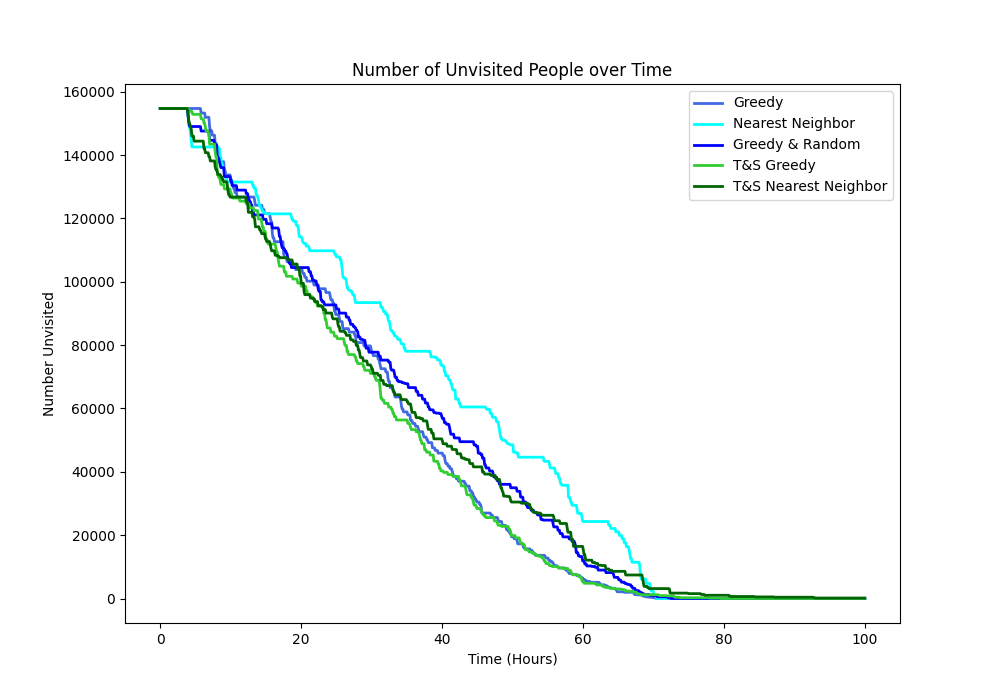 Number of Unvisited People over Time
Greedy
Nearest Neighbor
Greedy & Random
T&S Greedy
T&S Nearest Neighbor
Number Unvisited
160000
140000
120000
100000
80000
60000
40000
20000
0
0 20 40 60 80 100
Time (Hours)